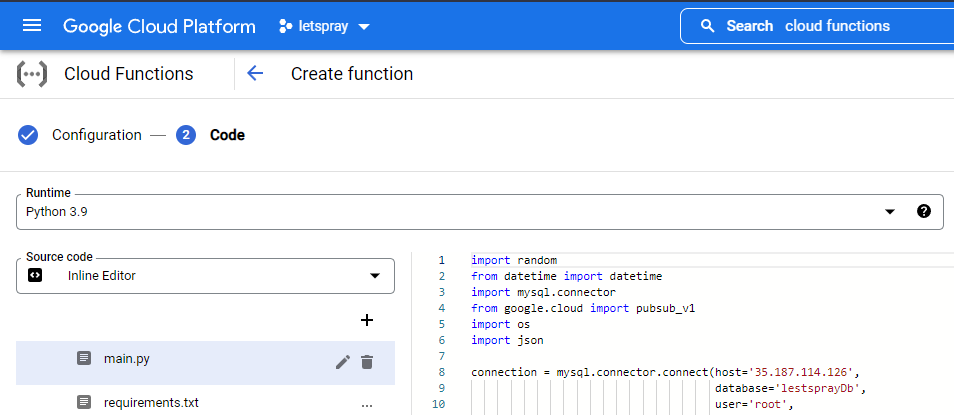 Google Cloud Platform letspray Search cloud functions
Cloud Functions Create function
Configuration 2 Code
Runtime
Python 3.9
Source code
Inline Editor
main.py
requirements.txt ...
1 import random
2 from datetime import datetime
3 import mysql.connector
4 from google.cloud import pubsub_v1
5 import os
6 import json
7
8 connection = mysql.connector.connect(host='35.187.114.126',
9 database='lestsprayDb',
10 user='root',